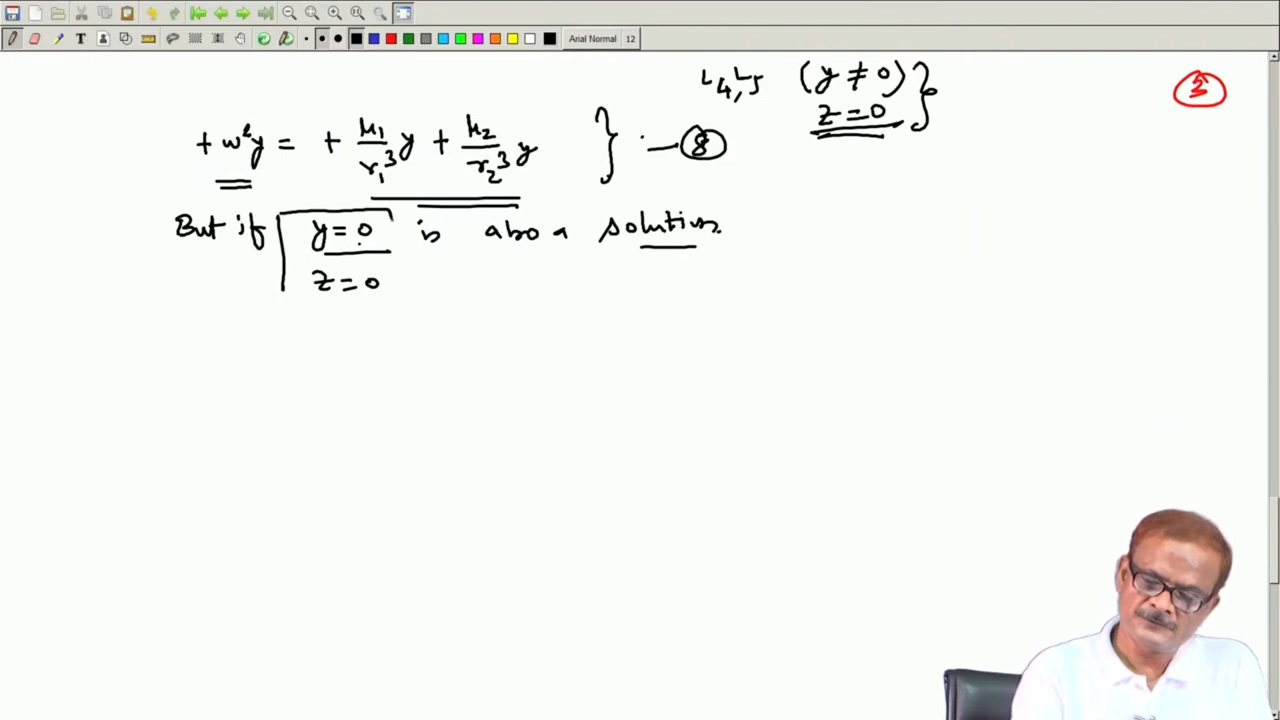 Arial Normal 12
L4, L5 (y ≠ 0) }
z = 0
2
+ ω²y = + μ₁/r₁³ y + μ₂/r₂³ y } — ⑧
But if y = 0 is also a solution.
z = 0